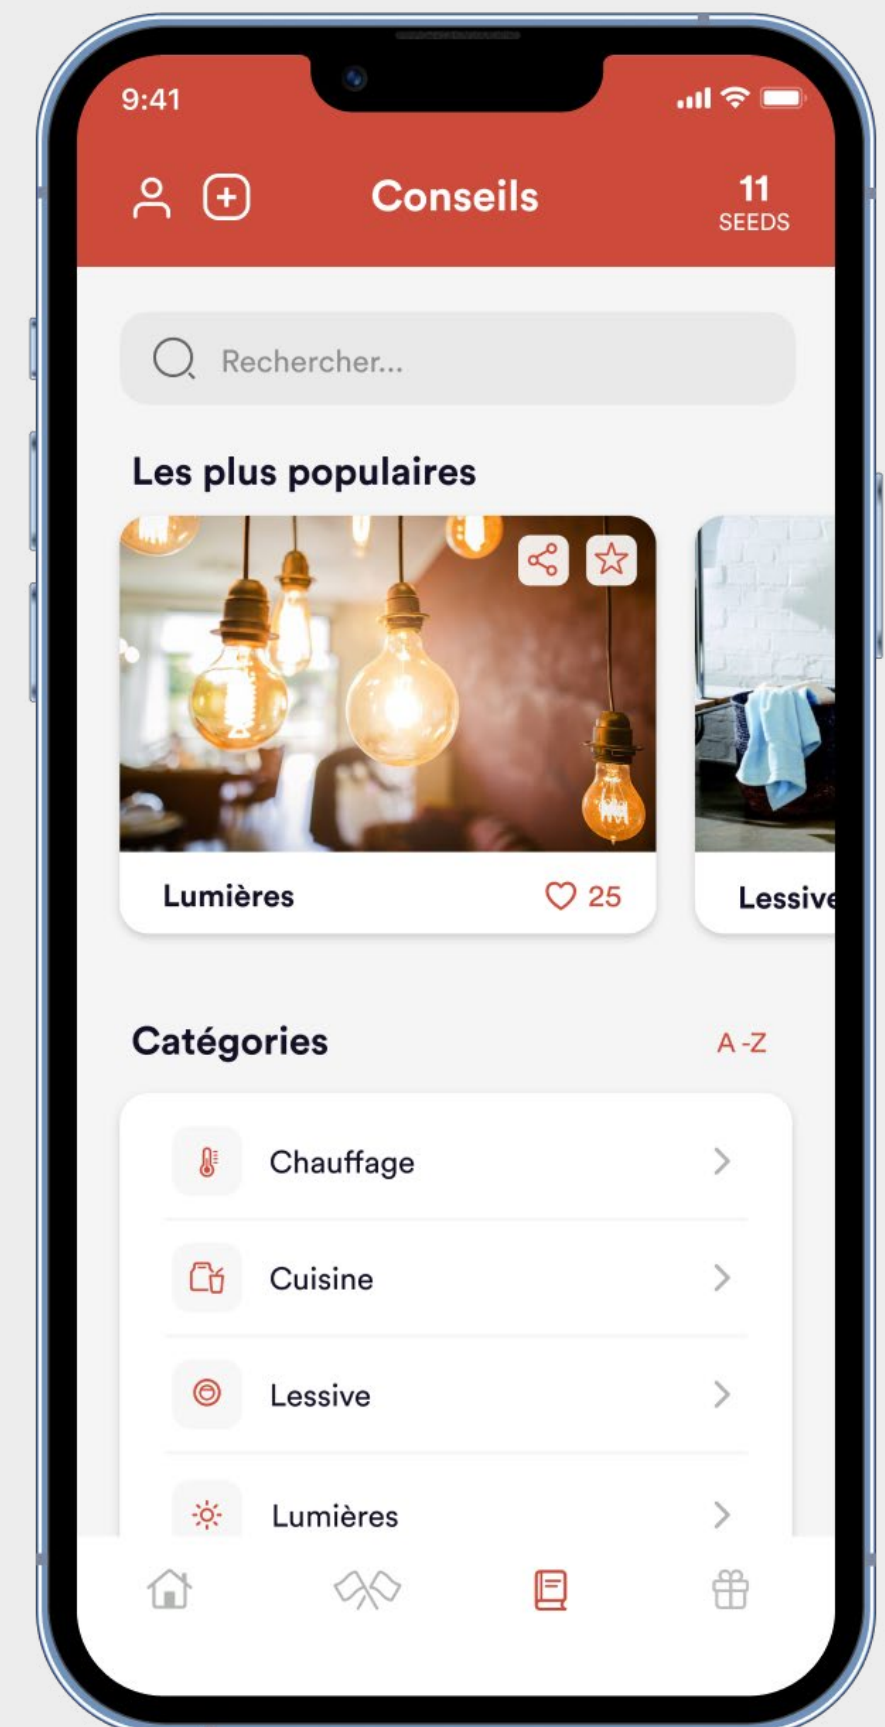 9:41
Conseils
11
SEEDS
Rechercher...
Les plus populaires
Lumières
25
Lessive
Catégories
A -Z
Chauffage
Cuisine
Lessive
Lumières